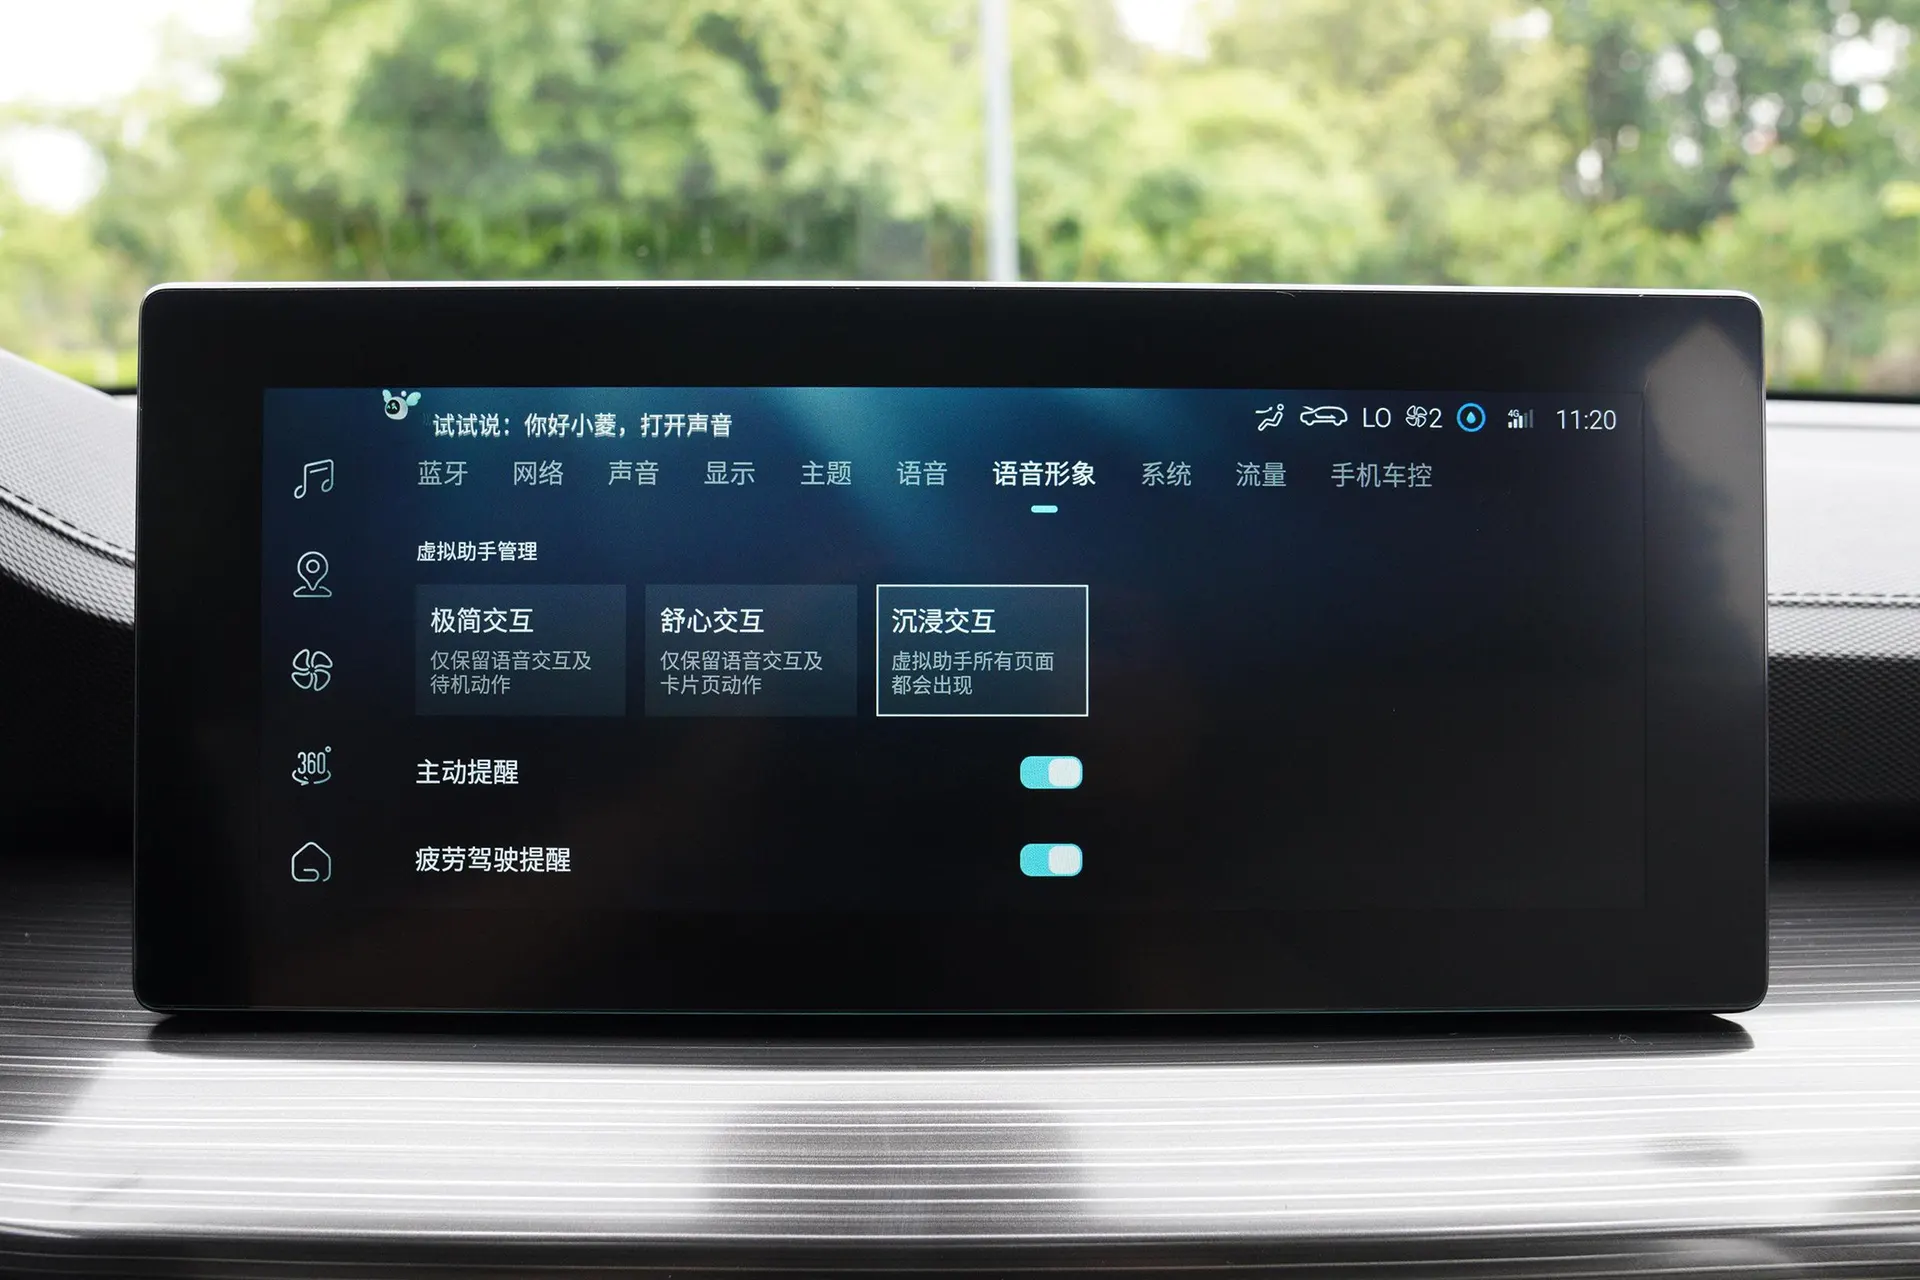 试试说：你好小菱，打开声音
LO 2 4G 11:20
蓝牙 网络 声音 显示 主题 语音 语音形象 系统 流量 手机车控
虚拟助手管理
极简交互
仅保留语音交互及
待机动作
舒心交互
仅保留语音交互及
卡片页动作
沉浸交互
虚拟助手所有页面
都会出现
360°
主动提醒
疲劳驾驶提醒